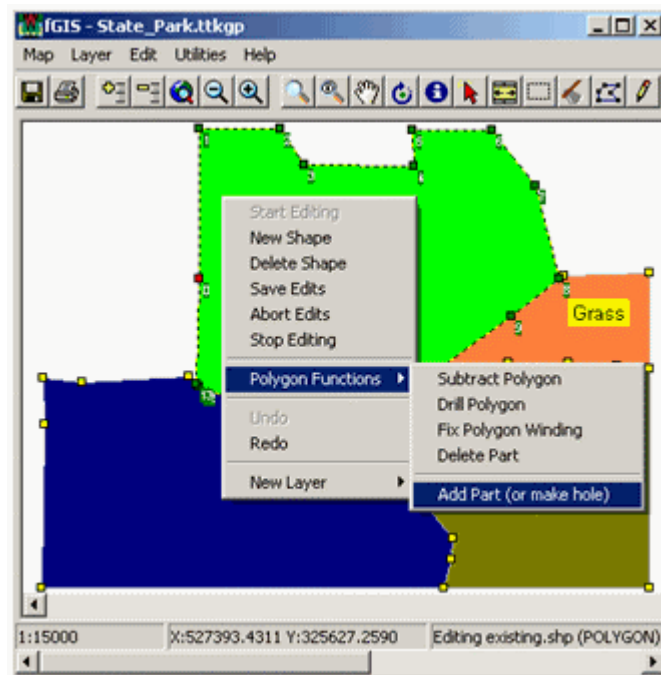 fGIS - State_Park.ttkgp
Map Layer Edit Utilities Help
Start Editing
New Shape
Delete Shape
Save Edits
Abort Edits
Stop Editing
Polygon Functions
Undo
Redo
New Layer
Subtract Polygon
Drill Polygon
Fix Polygon Winding
Delete Part
Add Part (or make hole)
Grass
1:15000 X:527393.4311 Y:325627.2590 Editing existing.shp (POLYGON)